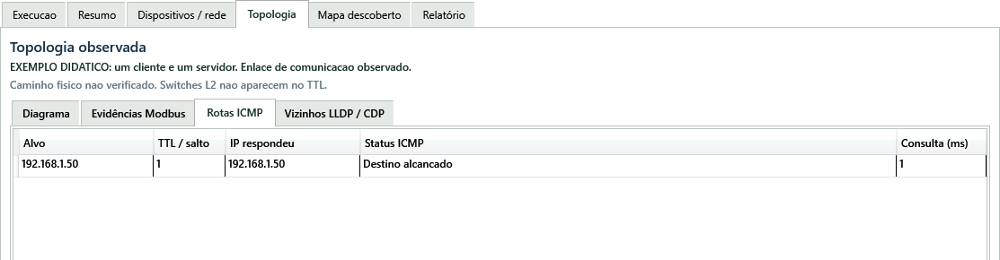 Execucao Resumo Dispositivos / rede Topologia Mapa descoberto Relatório
Topologia observada
EXEMPLO DIDATICO: um cliente e um servidor. Enlace de comunicacao observado.
Caminho fisico nao verificado. Switches L2 nao aparecem no TTL.
Diagrama Evidências Modbus Rotas ICMP Vizinhos LLDP / CDP
Alvo TTL / salto IP respondeu Status ICMP Consulta (ms)
192.168.1.50 1 192.168.1.50 Destino alcancado 1